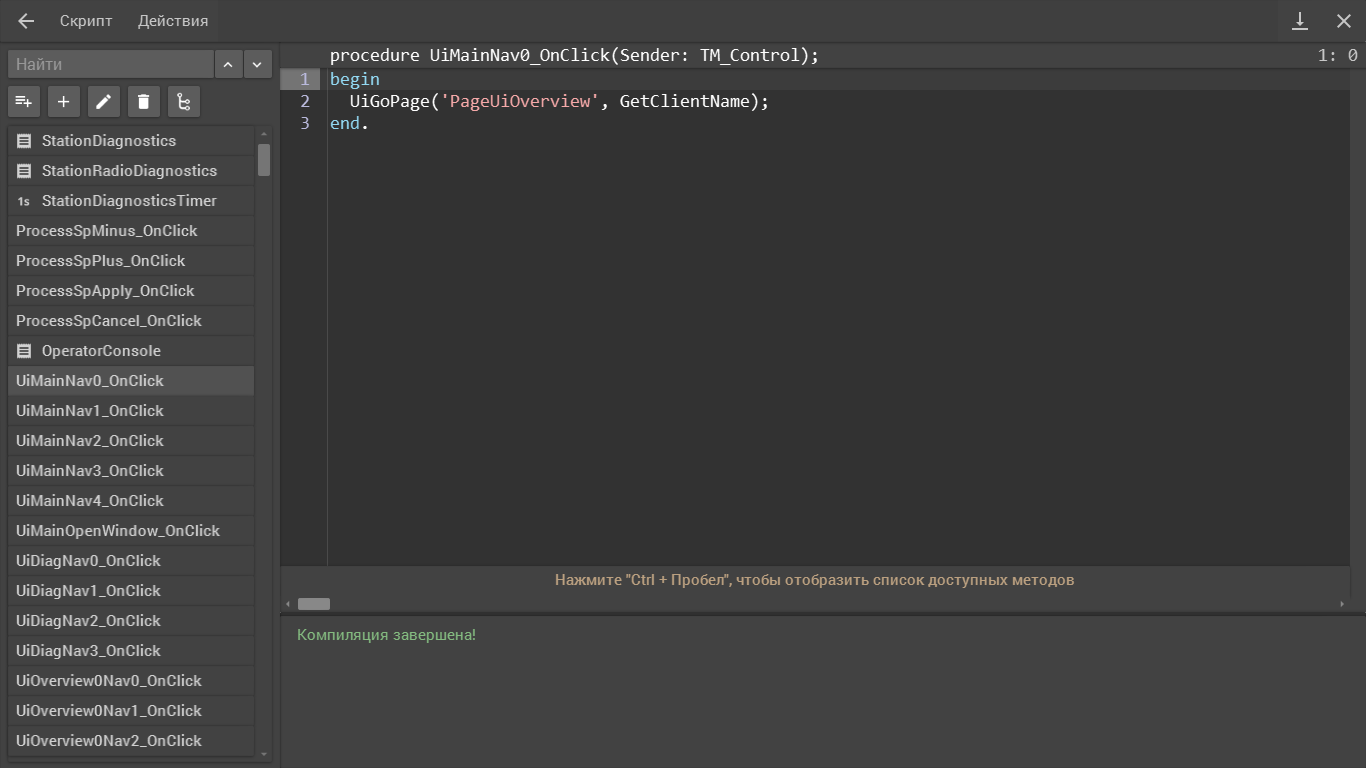 Скрипт Действия
Найти
StationDiagnostics
StationRadioDiagnostics
1s StationDiagnosticsTimer
ProcessSpMinus_OnClick
ProcessSpPlus_OnClick
ProcessSpApply_OnClick
ProcessSpCancel_OnClick
OperatorConsole
UiMainNav0_OnClick
UiMainNav1_OnClick
UiMainNav2_OnClick
UiMainNav3_OnClick
UiMainNav4_OnClick
UiMainOpenWindow_OnClick
UiDiagNav0_OnClick
UiDiagNav1_OnClick
UiDiagNav2_OnClick
UiDiagNav3_OnClick
UiOverview0Nav0_OnClick
UiOverview0Nav1_OnClick
UiOverview0Nav2_OnClick
procedure UiMainNav0_OnClick(Sender: TM_Control); 1: 0
1 begin
2 UiGoPage('PageUiOverview', GetClientName);
3 end.
Нажмите "Ctrl + Пробел", чтобы отобразить список доступных методов
Компиляция завершена!